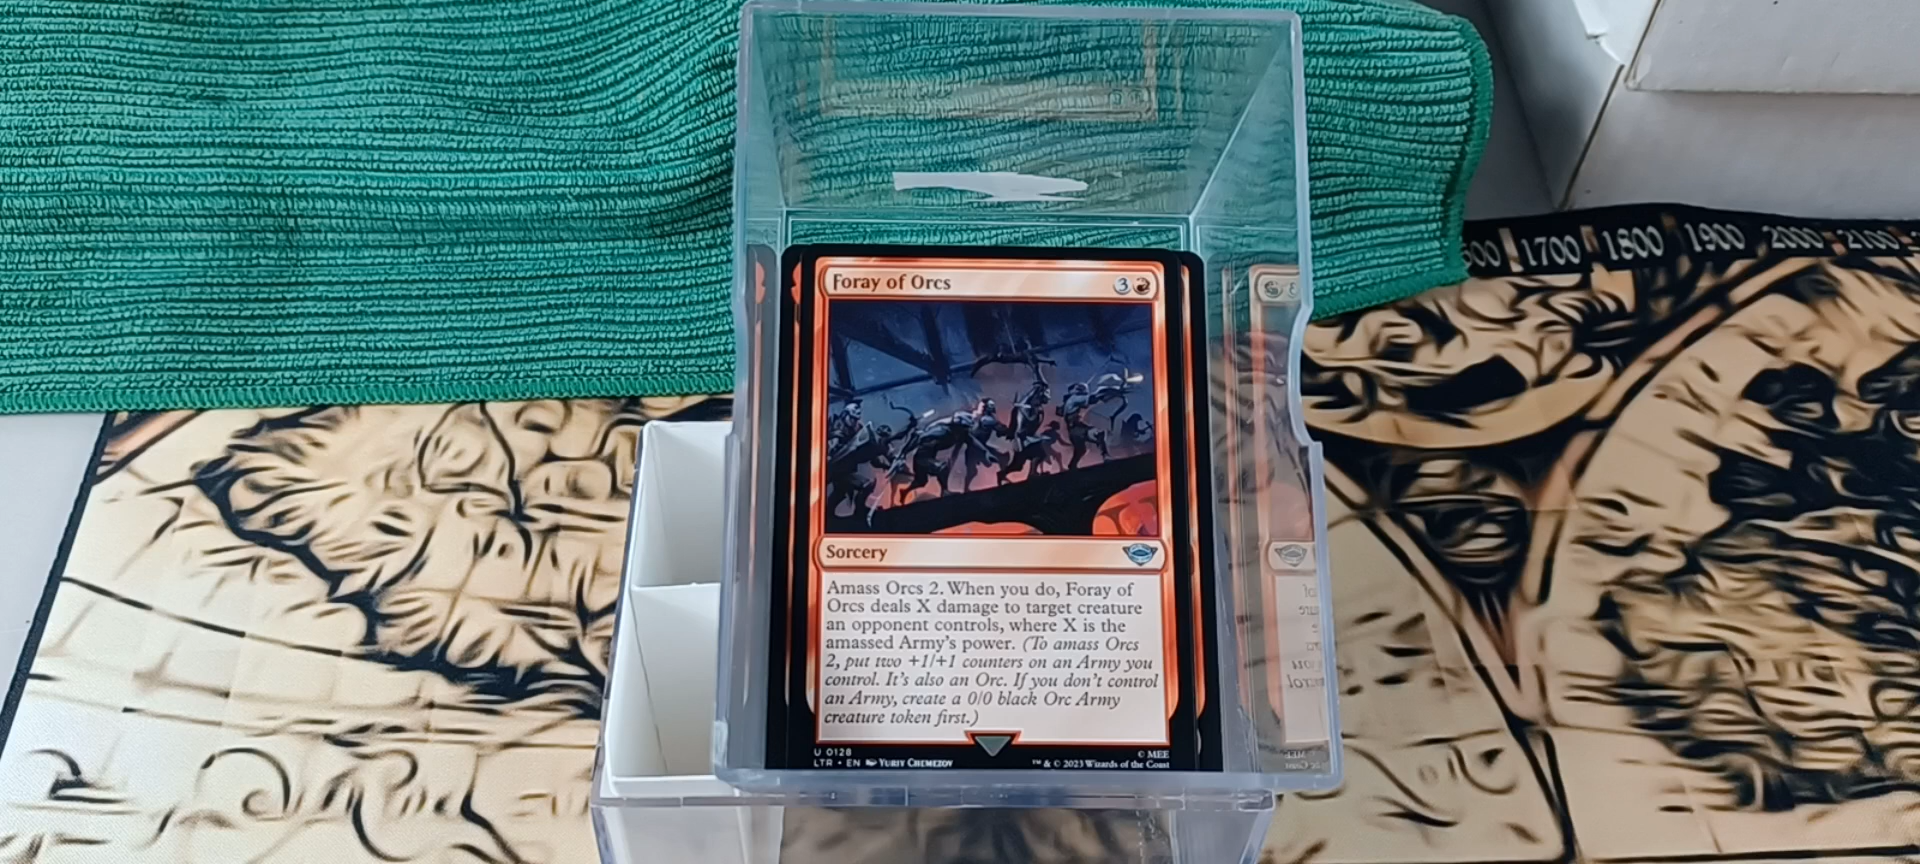 1700 1800 1900 2000 2100
Foray of Orcs 3
Sorcery
Amass Orcs 2. When you do, Foray of
Orcs deals X damage to target creature
an opponent controls, where X is the
amassed Army's power. (To amass Orcs
2, put two +1/+1 counters on an Army you
control. It's also an Orc. If you don't control
an Army, create a 0/0 black Orc Army
creature token first.)
U 0128
LTR • EN Yuriy Chemezov
© MEE
™ & © 2023 Wizards of the Coast